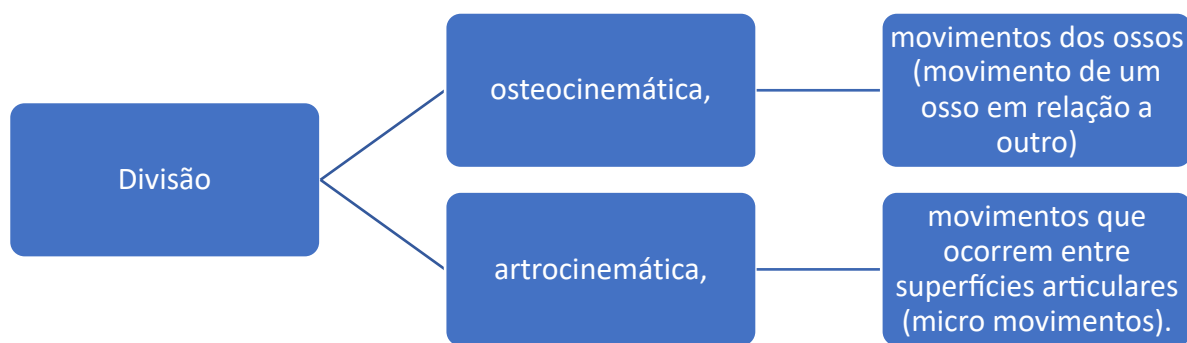 Divisão
osteocinemática,
movimentos dos ossos
(movimento de um
osso em relação a
outro)
artrocinemática,
movimentos que
ocorrem entre
superfícies articulares
(micro movimentos).